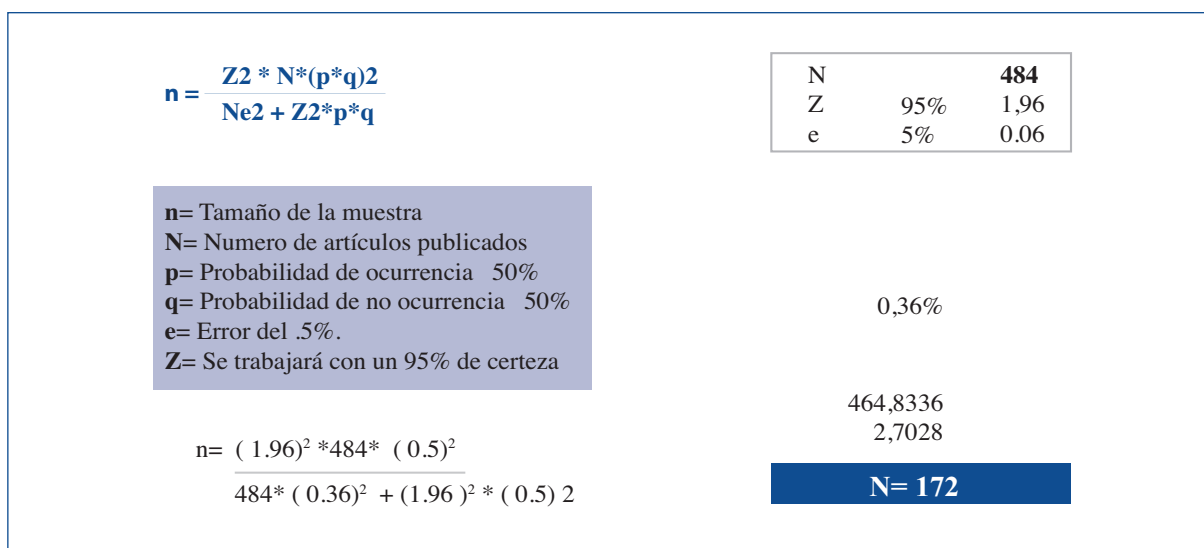 n = Z2 * N*(p*q)2
Ne2 + Z2*p*q
N 484
Z 95% 1,96
e 5% 0.06
n= Tamaño de la muestra
N= Numero de artículos publicados
p= Probabilidad de ocurrencia 50%
q= Probabilidad de no ocurrencia 50%
e= Error del .5%.
Z= Se trabajará con un 95% de certeza
0,36%
n= ( 1.96)² *484* ( 0.5)²
484* ( 0.36)² + (1.96 )² * ( 0.5) 2
464,8336
2,7028
N= 172